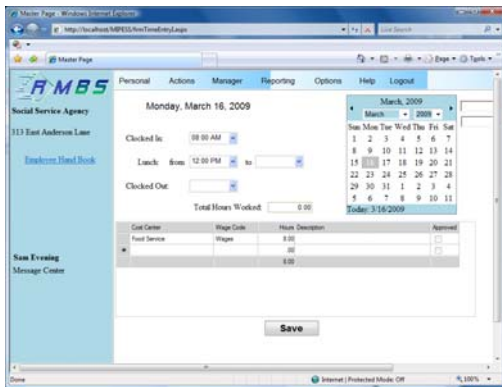 Master Page - Windows Internet Explorer
http://localhost/MIPESS/frmTimeEntry.aspx
Live Search
Master Page
Page
Tools
RMBS
Personal Actions Manager Reporting Options Help Logout
Social Service Agency
313 East Anderson Lane
Employee Hand Book
Sam Evening
Message Center
Monday, March 16, 2009
Clocked In: 08:00 AM
Lunch: from 12:00 PM to
Clocked Out:
Total Hours Worked: 0.00
March, 2009
March 2009
Sun Mon Tue Wed Thu Fri Sat
1 2 3 4 5 6 7
8 9 10 11 12 13 14
15 16 17 18 19 20 21
22 23 24 25 26 27 28
29 30 31 1 2 3 4
5 6 7 8 9 10 11
Today: 3/16/2009
Cost Center Wage Code Hours Description Approved
Food Service Wages 8.00
.00
8.00
Save
Done
Internet | Protected Mode: Off
100%